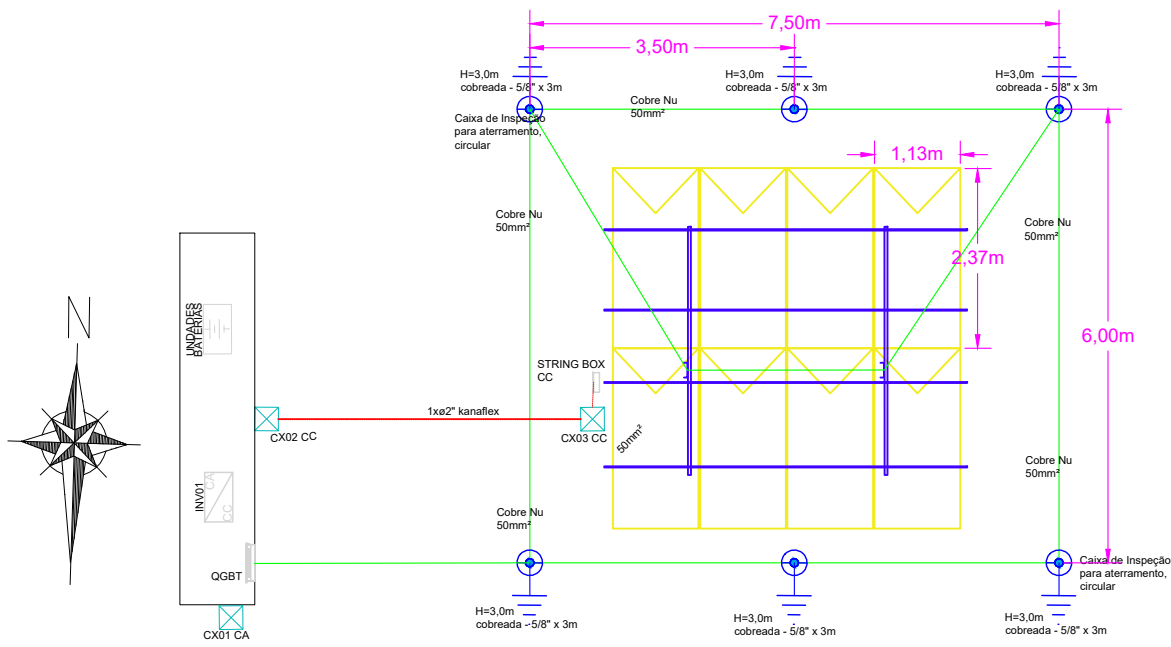 7,50m
3,50m
H=3,0m
cobreada - 5/8" x 3m
H=3,0m
cobreada - 5/8" x 3m
H=3,0m
cobreada - 5/8" x 3m
Cobre Nu
50mm²
Caixa de Inspeção
para aterramento,
circular
1,13m
Cobre Nu
50mm²
Cobre Nu
50mm²
2,37m
N
UNDADES
BATERIAS
6,00m
STRING BOX
CC
1xø2" kanaflex
CX02 CC
CX03 CC
50mm²
Cobre Nu
50mm²
INV01
CA
CC
Cobre Nu
50mm²
QGBT
Caixa de Inspeção
para aterramento,
circular
CX01 CA
H=3,0m
cobreada - 5/8" x 3m
H=3,0m
cobreada - 5/8" x 3m
H=3,0m
cobreada - 5/8" x 3m